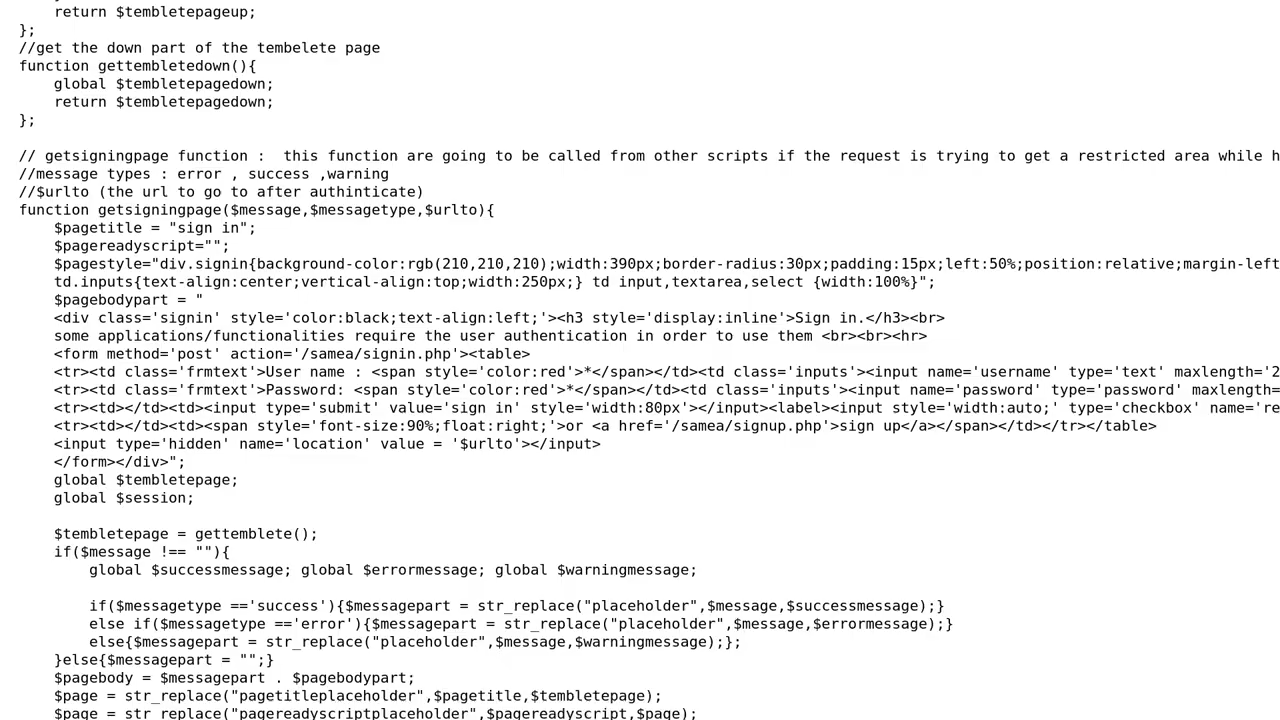 return $tembletepageup;
};
//get the down part of the tembelete page
function gettembletedown(){
global $tembletepagedown;
return $tembletepagedown;
};
// getsigningpage function :  this function are going to be called from other scripts if the request is trying to get a restricted area while h
//message types : error , success ,warning
//$urlto (the url to go to after authinticate)
function getsigningpage($message,$messagetype,$urlto){
$pagetitle = "sign in";
$pagereadyscript="";
$pagestyle="div.signin{background-color:rgb(210,210,210);width:390px;border-radius:30px;padding:15px;left:50%;position:relative;margin-left
td.inputs{text-align:center;vertical-align:top;width:250px;} td input,textarea,select {width:100%}";
$pagebodypart = "
<div class='signin' style='color:black;text-align:left;'><h3 style='display:inline'>Sign in.</h3><br>
some applications/functionalities require the user authentication in order to use them <br><br><hr>
<form method='post' action='/samea/signin.php'><table>
<tr><td class='frmtext'>User name : <span style='color:red'>*</span></td><td class='inputs'><input name='username' type='text' maxlength='2
<tr><td class='frmtext'>Password: <span style='color:red'>*</span></td><td class='inputs'><input name='password' type='password' maxlength=
<tr><td></td><td><input type='submit' value='sign in' style='width:80px'></input><label><input style='width:auto;' type='checkbox' name='re
<tr><td></td><td><span style='font-size:90%;float:right;'>or <a href='/samea/signup.php'>sign up</a></span></td></tr></table>
<input type='hidden' name='location' value = '$urlto'></input>
</form></div>";
global $tembletepage;
global $session;
$tembletepage = gettemblete();
if($message !== ""){
global $successmessage; global $errormessage; global $warningmessage;
if($messagetype =='success'){$messagepart = str_replace("placeholder",$message,$successmessage);}
else if($messagetype =='error'){$messagepart = str_replace("placeholder",$message,$errormessage);}
else{$messagepart = str_replace("placeholder",$message,$warningmessage);};
}else{$messagepart = "";}
$pagebody = $messagepart . $pagebodypart;
$page = str_replace("pagetitleplaceholder",$pagetitle,$tembletepage);
$page = str_replace("pagereadyscriptplaceholder",$pagereadyscript,$page);